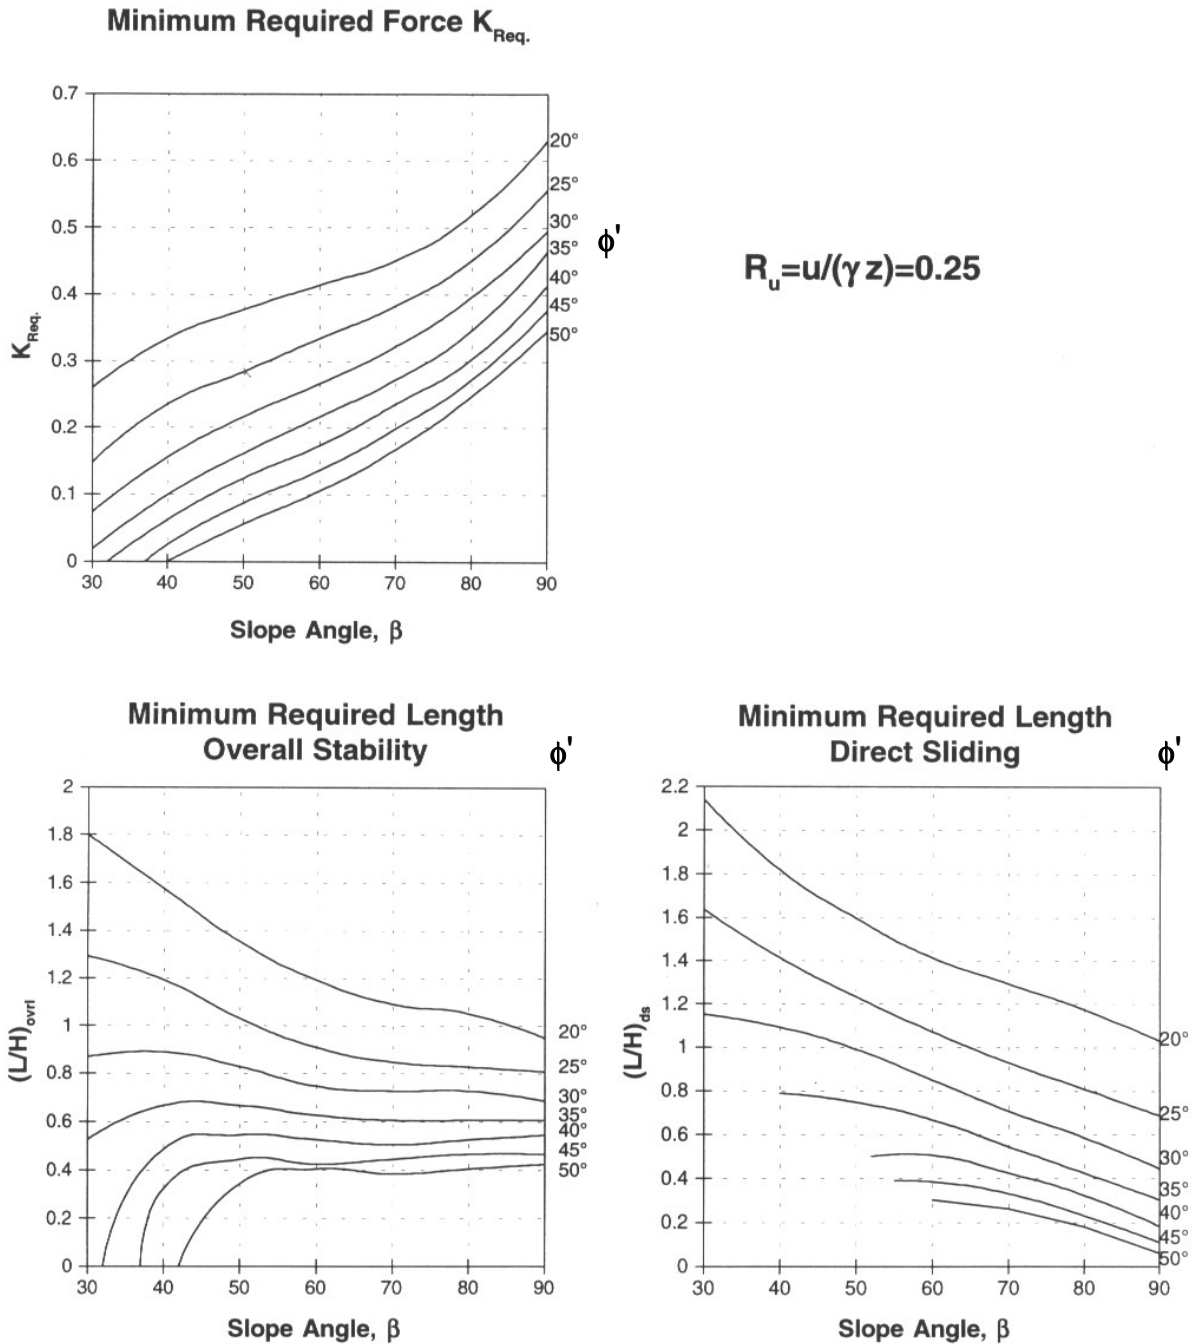 Minimum Required Force K_Req.
0.7
0.6
0.5
0.4
0.3
0.2
0.1
0
K_Req.
20°
25°
30°
35°
40°
45°
50°
ϕ'
30 40 50 60 70 80 90
Slope Angle, β
R_u=u/(γ z)=0.25
Minimum Required Length
Overall Stability
ϕ'
2
1.8
1.6
1.4
1.2
1
0.8
0.6
0.4
0.2
0
(L/H)_ovrl
20°
25°
30°
35°
40°
45°
50°
30 40 50 60 70 80 90
Slope Angle, β
Minimum Required Length
Direct Sliding
ϕ'
2.2
2
1.8
1.6
1.4
1.2
1
0.8
0.6
0.4
0.2
0
(L/H)_ds
20°
25°
30°
35°
40°
45°
50°
30 40 50 60 70 80 90
Slope Angle, β